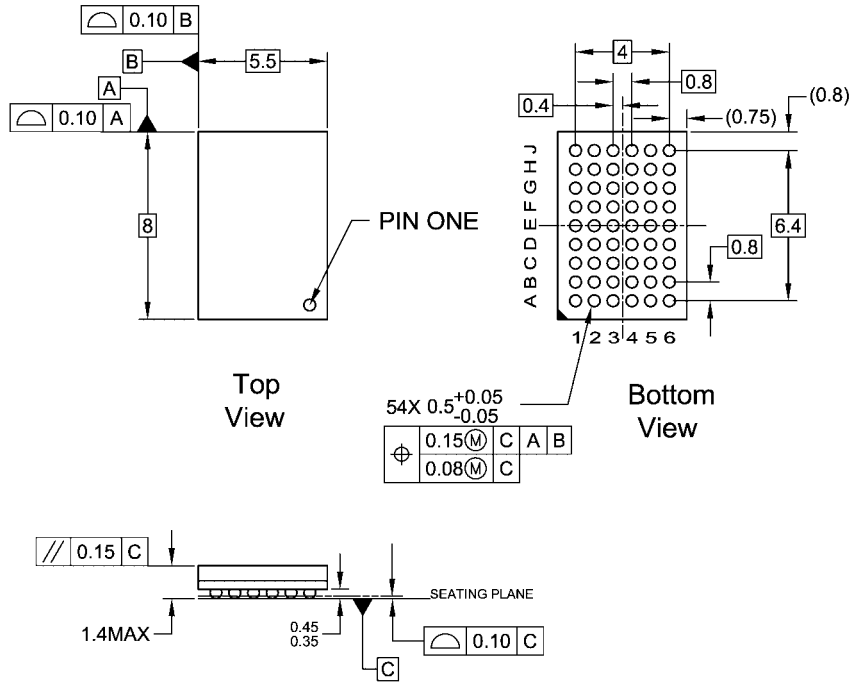 0.10 B
B
5.5
A
0.10 A
8
PIN ONE
Top
View
4
0.8
0.4
(0.75)
(0.8)
J
H
G
F
E
D
C
B
A
6.4
0.8
1 2 3 4 5 6
Bottom
View
54X 0.5 +0.05
-0.05
0.15 Ⓜ C A B
0.08 Ⓜ C
// 0.15 C
1.4MAX
0.45
0.35
SEATING PLANE
0.10 C
C